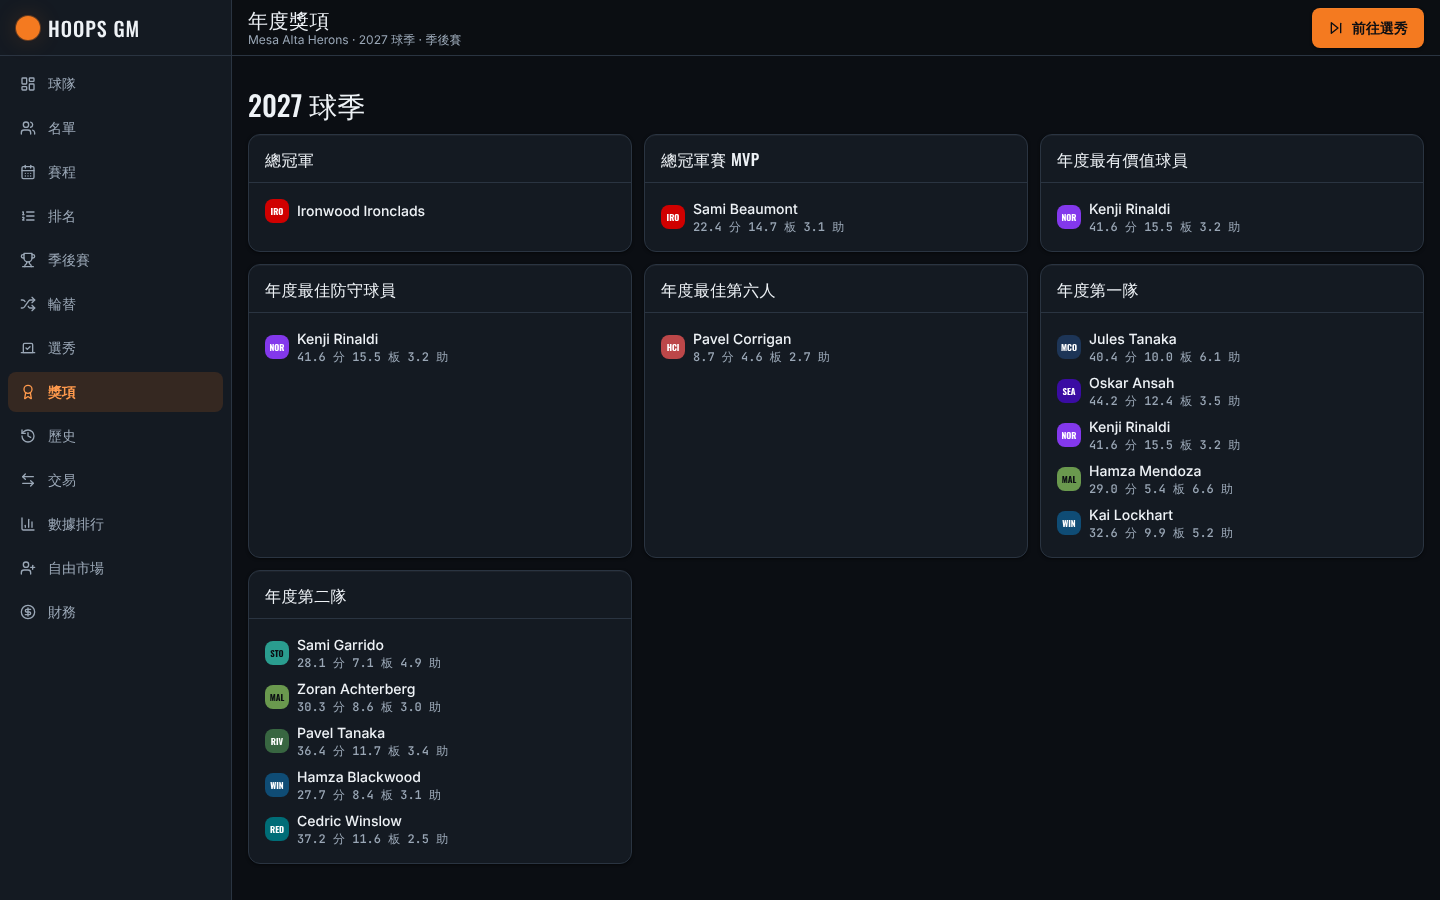 HOOPS GM
球隊
名單
賽程
排名
季後賽
輪替
選秀
獎項
歷史
交易
數據排行
自由市場
財務
年度獎項
Mesa Alta Herons · 2027 球季 · 季後賽
前往選秀
2027 球季
總冠軍
IRO Ironwood Ironclads
總冠軍賽 MVP
IRO Sami Beaumont
22.4 分 14.7 板 3.1 助
年度最有價值球員
NOR Kenji Rinaldi
41.6 分 15.5 板 3.2 助
年度最佳防守球員
NOR Kenji Rinaldi
41.6 分 15.5 板 3.2 助
年度最佳第六人
HCI Pavel Corrigan
8.7 分 4.6 板 2.7 助
年度第一隊
MCO Jules Tanaka
40.4 分 10.0 板 6.1 助
SEA Oskar Ansah
44.2 分 12.4 板 3.5 助
NOR Kenji Rinaldi
41.6 分 15.5 板 3.2 助
MAL Hamza Mendoza
29.0 分 5.4 板 6.6 助
WIN Kai Lockhart
32.6 分 9.9 板 5.2 助
年度第二隊
STO Sami Garrido
28.1 分 7.1 板 4.9 助
MAL Zoran Achterberg
30.3 分 8.6 板 3.0 助
RIV Pavel Tanaka
36.4 分 11.7 板 3.4 助
WIN Hamza Blackwood
27.7 分 8.4 板 3.1 助
RED Cedric Winslow
37.2 分 11.6 板 2.5 助